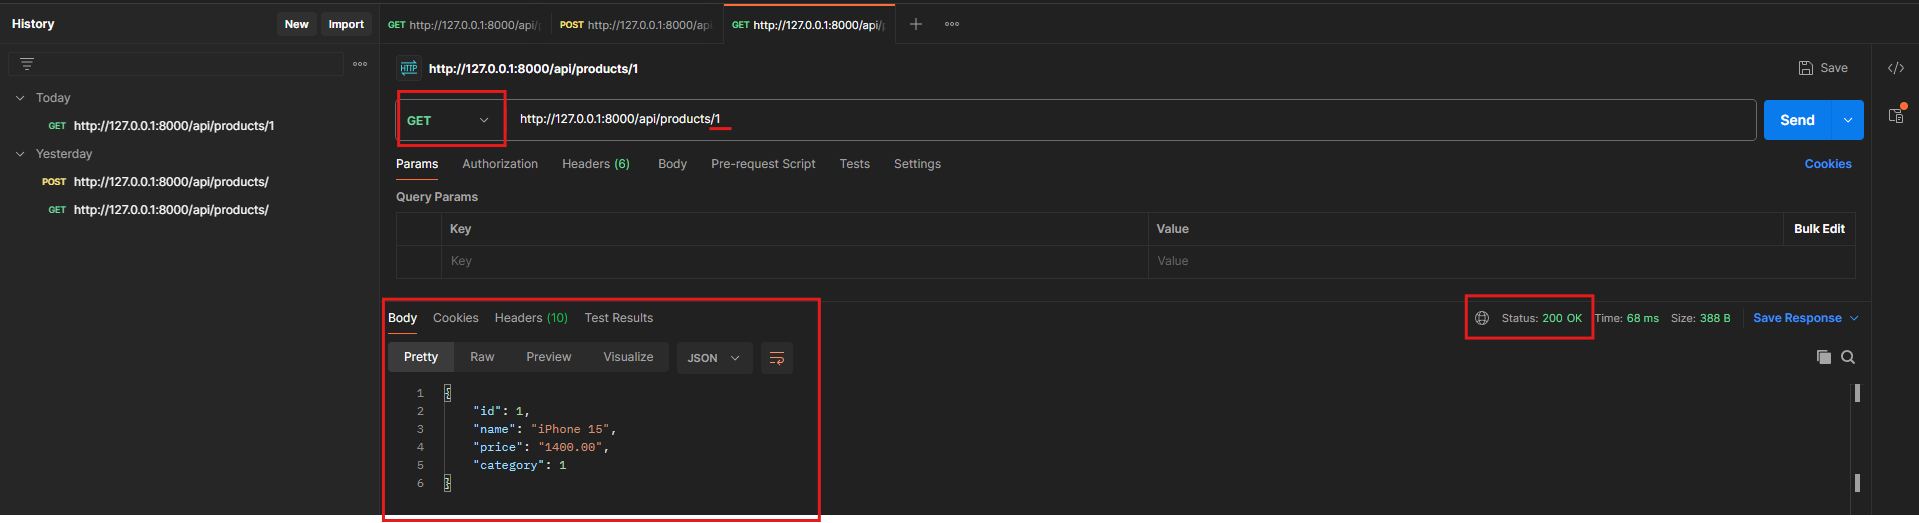 History
New
Import
Today
GET http://127.0.0.1:8000/api/products/1
Yesterday
POST http://127.0.0.1:8000/api/products/
GET http://127.0.0.1:8000/api/products/
GET http://127.0.0.1:8000/api/
POST http://127.0.0.1:8000/api
GET http://127.0.0.1:8000/api/
HTTP http://127.0.0.1:8000/api/products/1
Save
GET http://127.0.0.1:8000/api/products/1
Send
Params Authorization Headers (6) Body Pre-request Script Tests Settings Cookies
Query Params
Key Value Bulk Edit
Key Value
Body Cookies Headers (10) Test Results Status: 200 OK Time: 68 ms Size: 388 B Save Response
Pretty Raw Preview Visualize JSON
1 {
2 "id": 1,
3 "name": "iPhone 15",
4 "price": "1400.00",
5 "category": 1
6 }